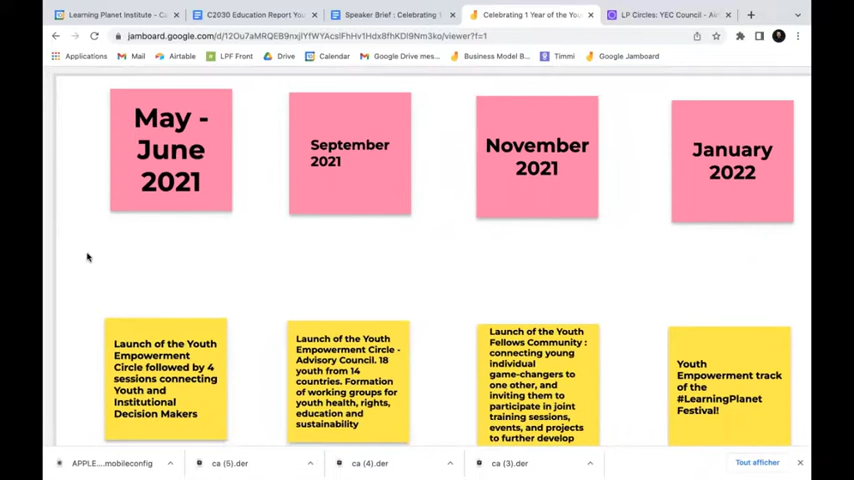 Learning Planet Institute - Ca
C2030 Education Report You
Speaker Brief : Celebrating 1
Celebrating 1 Year of the You
LP Circles: YEC Council - Air
jamboard.google.com/d/12Ou7aMRQEB9nxjIYfWYAcslFhHv1Hdx8fhKDI9Nm3ko/viewer?f=1
Applications
Mail
Airtable
LPF Front
Drive
Calendar
Google Drive mes...
Business Model B...
Timmi
Google Jamboard
May -
June
2021
September
2021
November
2021
January
2022
Launch of the Youth
Empowerment
Circle followed by 4
sessions connecting
Youth and
Institutional
Decision Makers
Launch of the Youth
Empowerment Circle -
Advisory Council. 18
youth from 14
countries. Formation
of working groups for
youth health, rights,
education and
sustainability
Launch of the Youth
Fellows Community :
connecting young
individual
game-changers to
one other, and
inviting them to
participate in joint
training sessions,
events, and projects
to further develop
Youth
Empowerment track
of the
#LearningPlanet
Festival!
APPLE....mobileconfig
ca (5).der
ca (4).der
ca (3).der
Tout afficher